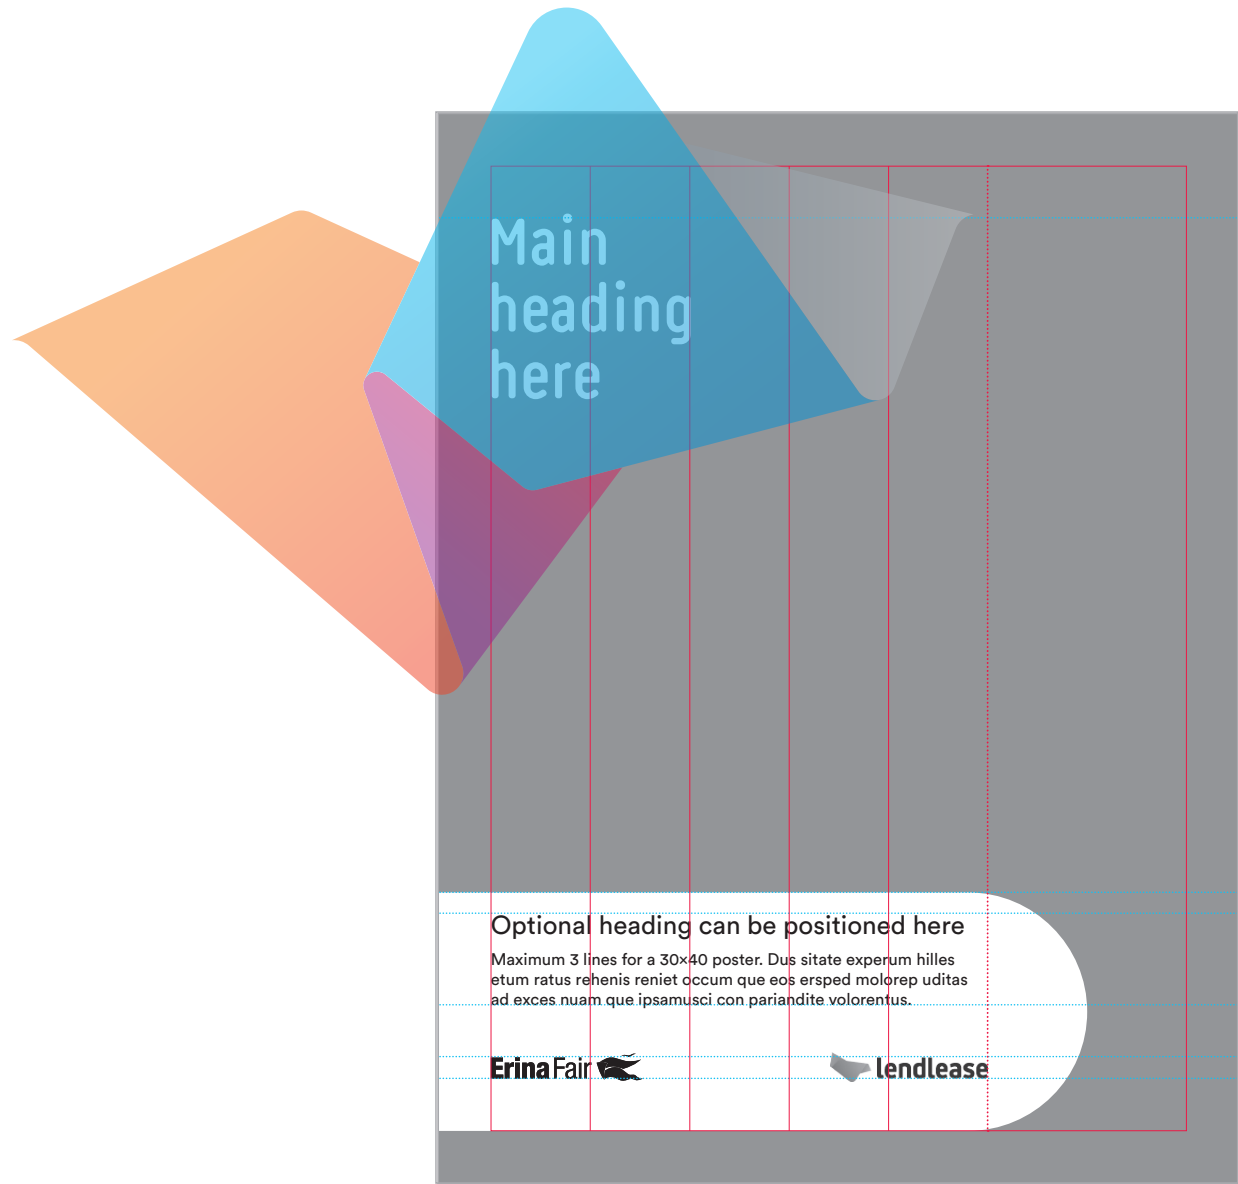 Main
heading
here
Optional heading can be positioned here
Maximum 3 lines for a 30×40 poster. Dus sitate experum hilles
etum ratus rehenis reniet occum que eos ersped molorep uditas
ad exces nuam que ipsamusci con pariandite volorentus.
Erina Fair
lendlease